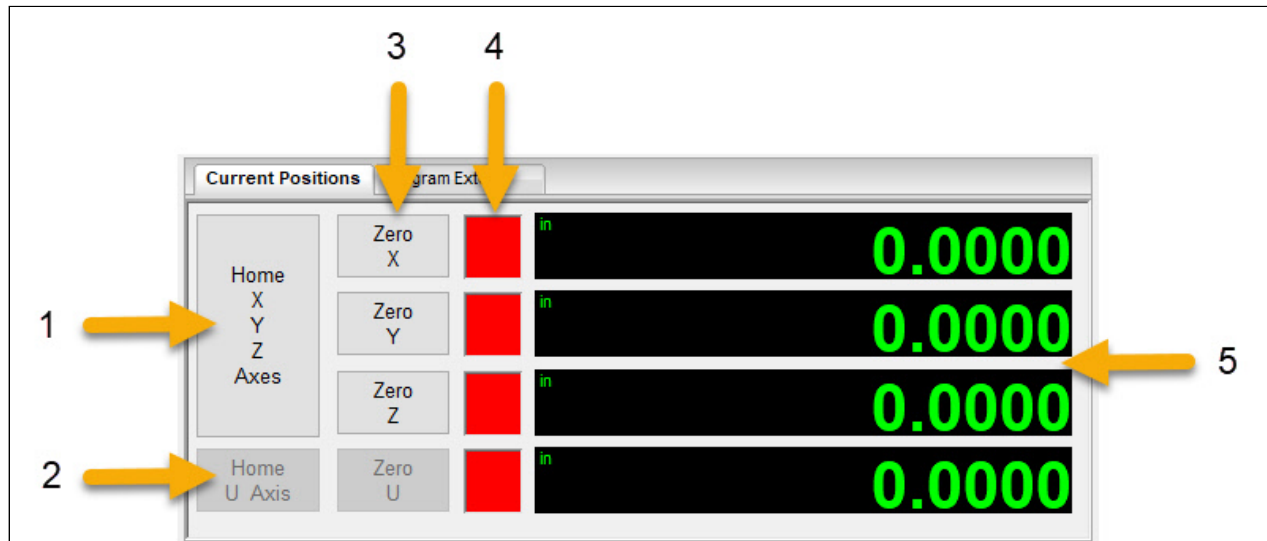 3 4
Current Positions gram Ext
Home
X
Y
Z
Axes
Zero
X
in 0.0000
1
Zero
Y
in 0.0000
5
Zero
Z
in 0.0000
2
Home
U Axis
Zero
U
in 0.0000